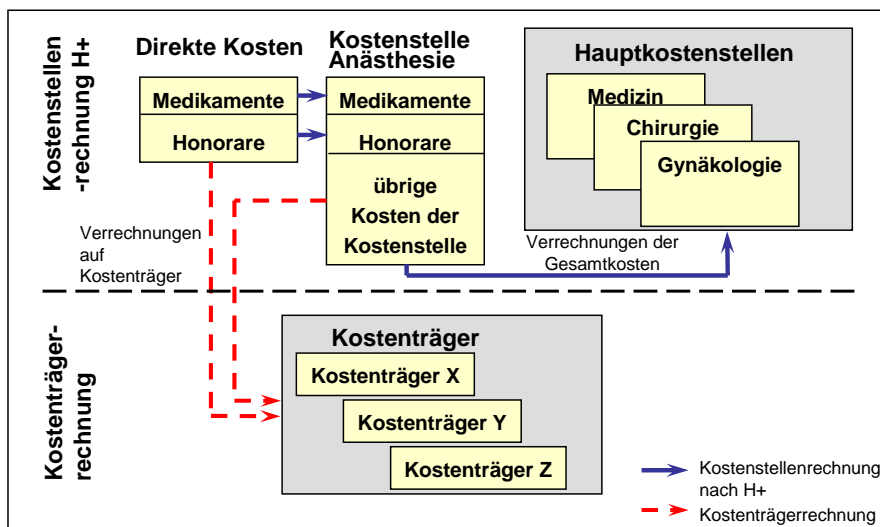 Kostenstellen
-rechnung H+
Direkte Kosten
Medikamente
Honorare
Kostenstelle
Anästhesie
Medikamente
Honorare
übrige
Kosten der
Kostenstelle
Hauptkostenstellen
Medizin
Chirurgie
Gynäkologie
Verrechnungen
auf
Kostenträger
Verrechnungen der
Gesamtkosten
Kostenträger-
rechnung
Kostenträger
Kostenträger X
Kostenträger Y
Kostenträger Z
Kostenstellenrechnung
nach H+
Kostenträgerrechnung